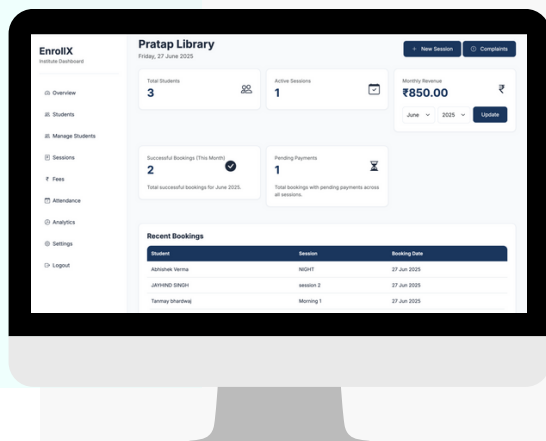 EnrollX
Institute Dashboard
Overview
Students
Manage Students
Sessions
₹ Fees
Attendance
Analytics
Settings
Logout
Pratap Library
Friday, 27 June 2025
+ New Session
Complaints
Total Students
3
Active Sessions
1
Monthly Revenue
₹850.00
₹
June
2025
Update
Successful Bookings (This Month)
2
Total successful bookings for June 2025.
Pending Payments
1
Total bookings with pending payments across
all sessions.
Recent Bookings
Student Session Booking Date
Abhishek Verma NIGHT 27 Jun 2025
JAYHIND SINGH session 2 27 Jun 2025
Tanmay bhardwaj Morning 1 27 Jun 2025